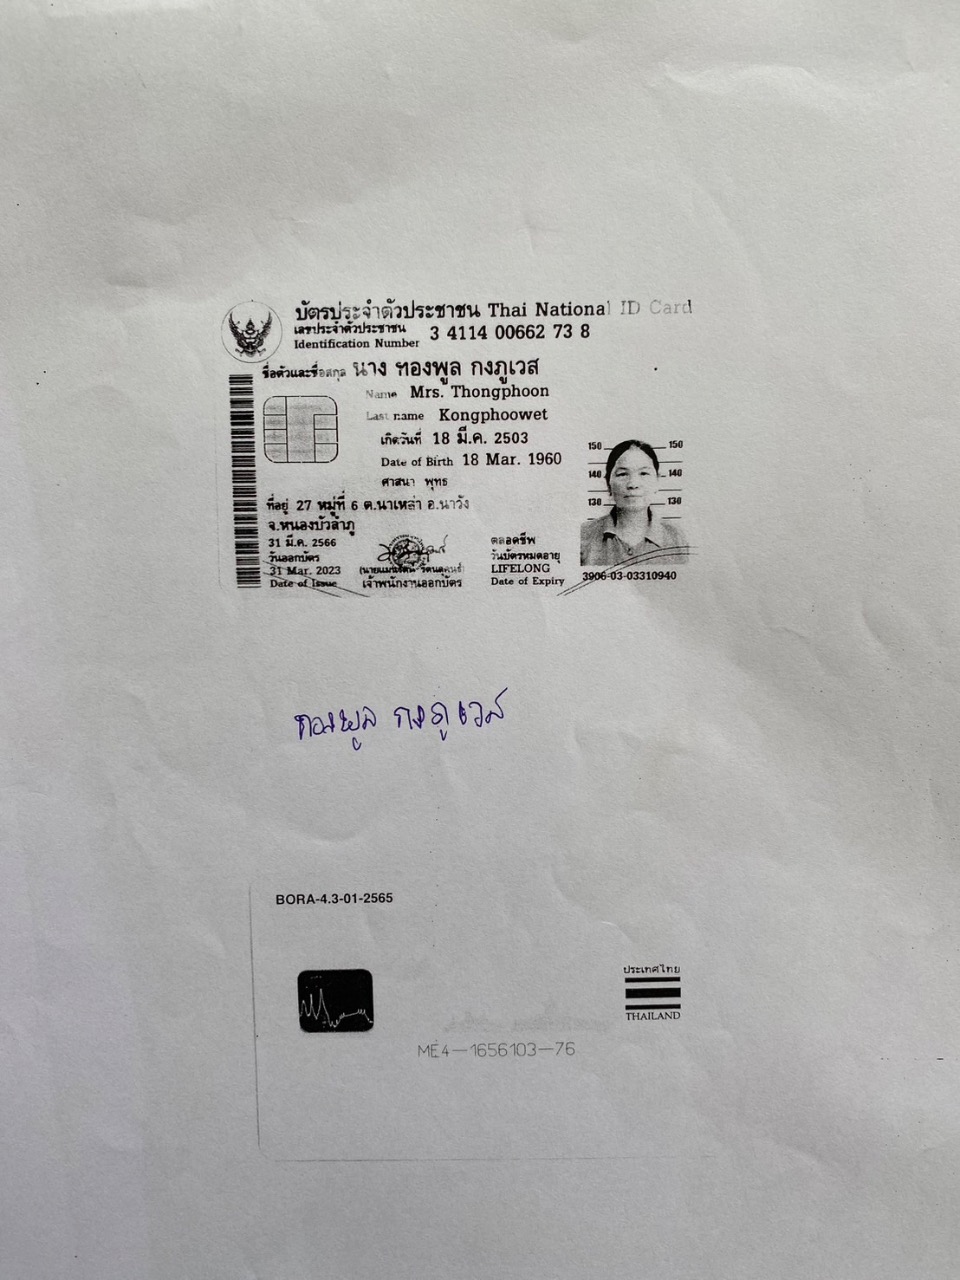 บัตรประจำตัวประชาชน Thai National ID Card
เลขประจำตัวประชาชน
Identification Number 3 4114 00662 73 8
ชื่อตัวและชื่อสกุล นาง ทองพูล กงภูเวส
Name Mrs. Thongphoon
Last name Kongphoowet
เกิดวันที่ 18 มี.ค. 2503
Date of Birth 18 Mar. 1960
ศาสนา พุทธ
ที่อยู่ 27 หมู่ที่ 6 ต.นาเหล่า อ.นาวัง
จ.หนองบัวลำภู
31 มี.ค. 2566
วันออกบัตร
31 Mar. 2023
Date of Issue
เจ้าพนักงานออกบัตร
ตลอดชีพ
วันบัตรหมดอายุ
LIFELONG
Date of Expiry
150 150
140 140
130 130
3906-03-03310940
ทองพูล กงภูเวส
BORA-4.3-01-2565
ประเทศไทย
THAILAND
ME4-1656103-76